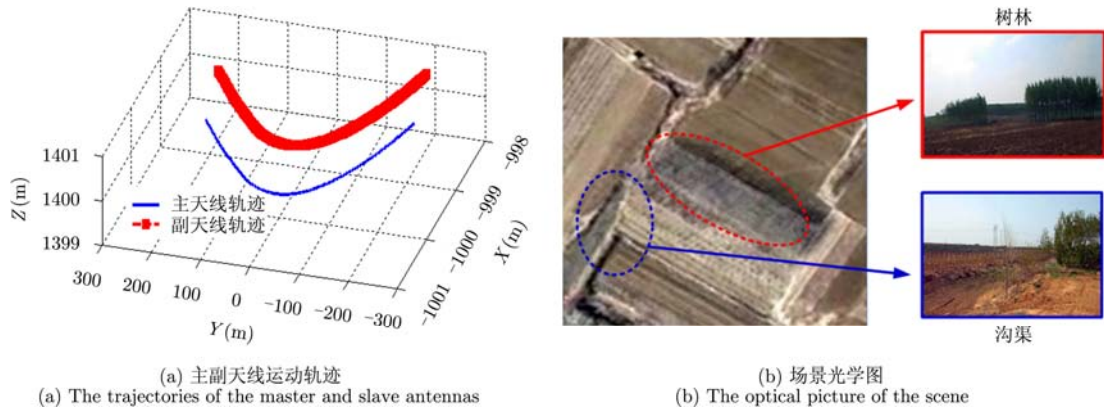 1401
1400
1399
Z(m)
主天线轨迹
副天线轨迹
300
200
100
0
−100
−200
−300
Y(m)
−998
−999
−1000
−1001
X(m)
(a) 主副天线运动轨迹
(a) The trajectories of the master and slave antennas
树林
沟渠
(b) 场景光学图
(b) The optical picture of the scene